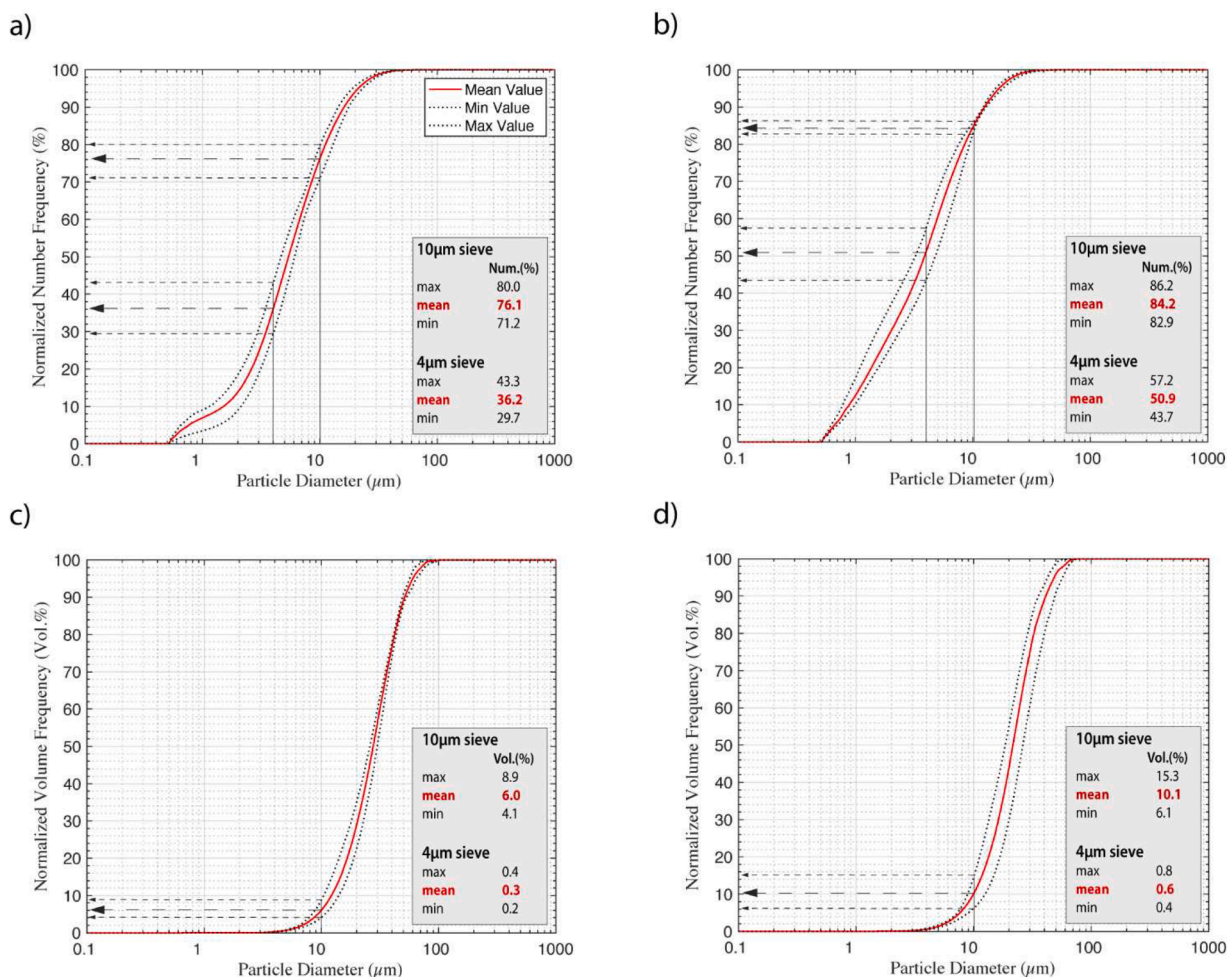 a)
Normalized Number Frequency (%)
100
90
80
70
60
50
40
30
20
10
0
0.1 1 10 100 1000
Particle Diameter (µm)
Mean Value
Min Value
Max Value
10µm sieve
Num.(%)
max 80.0
mean 76.1
min 71.2
4µm sieve
max 43.3
mean 36.2
min 29.7
b)
Normalized Number Frequency (%)
100
90
80
70
60
50
40
30
20
10
0
0.1 1 10 100 1000
Particle Diameter (µm)
10µm sieve
Num.(%)
max 86.2
mean 84.2
min 82.9
4µm sieve
max 57.2
mean 50.9
min 43.7
c)
Normalized Volume Frequency (Vol.%)
100
90
80
70
60
50
40
30
20
10
0
0.1 1 10 100 1000
Particle Diameter (µm)
10µm sieve
Vol.(%)
max 8.9
mean 6.0
min 4.1
4µm sieve
max 0.4
mean 0.3
min 0.2
d)
Normalized Volume Frequency (Vol.%)
100
90
80
70
60
50
40
30
20
10
0
0.1 1 10 100 1000
Particle Diameter (µm)
10µm sieve
Vol.(%)
max 15.3
mean 10.1
min 6.1
4µm sieve
max 0.8
mean 0.6
min 0.4